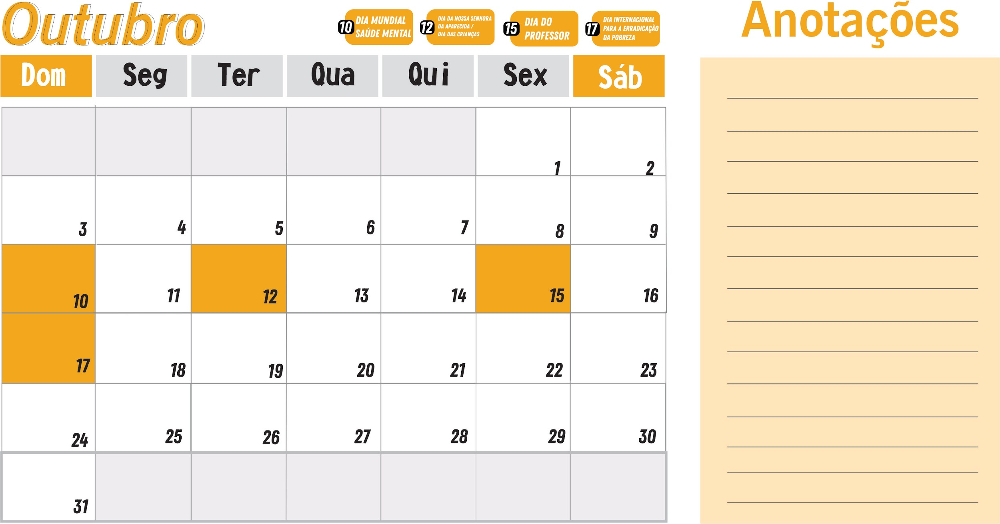 Outubro
10 DIA MUNDIAL
SAÚDE MENTAL
12 DIA DA NOSSA SENHORA
DA APARECIDA /
DIA DAS CRIANÇAS
15 DIA DO
PROFESSOR
17 DIA INTERNACIONAL
PARA A ERRADICAÇÃO
DA POBREZA
Anotações
Dom Seg Ter Qua Qui Sex Sáb
1 2
3 4 5 6 7 8 9
10 11 12 13 14 15 16
17 18 19 20 21 22 23
24 25 26 27 28 29 30
31